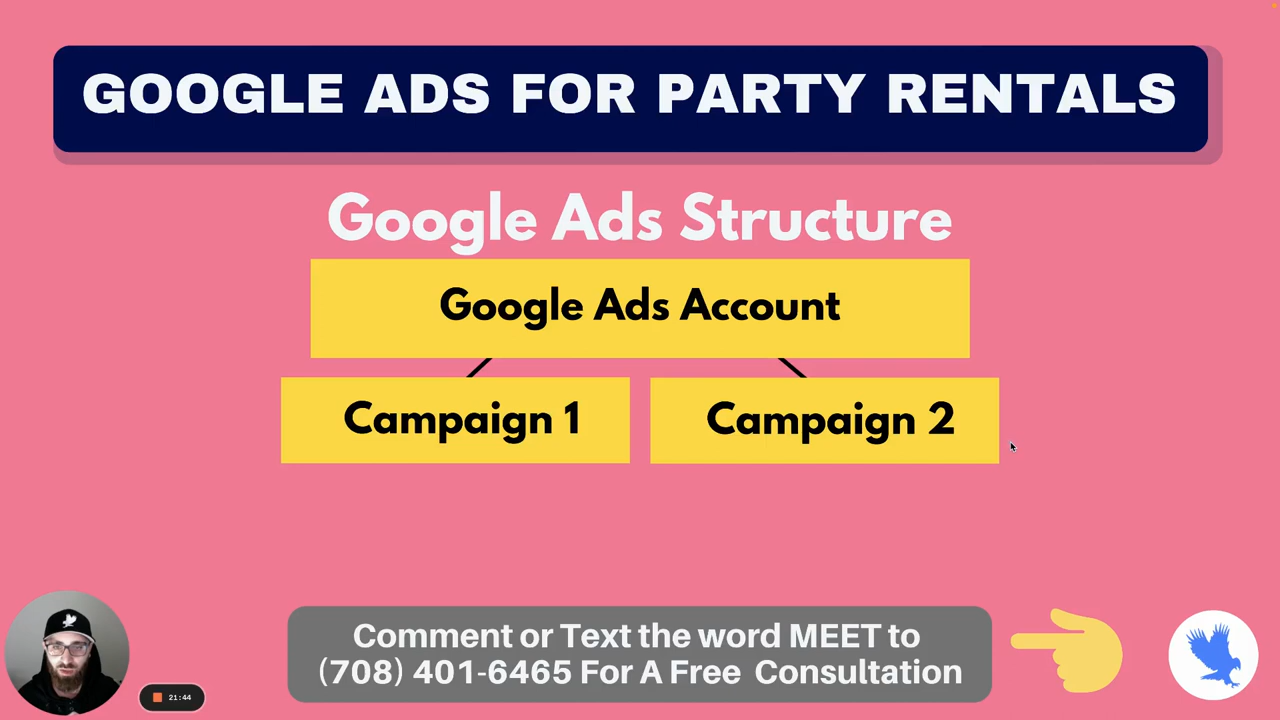 GOOGLE ADS FOR PARTY RENTALS
Google Ads Structure
Google Ads Account
Campaign 1
Campaign 2
Comment or Text the word MEET to
(708) 401-6465 For A Free Consultation
21:44